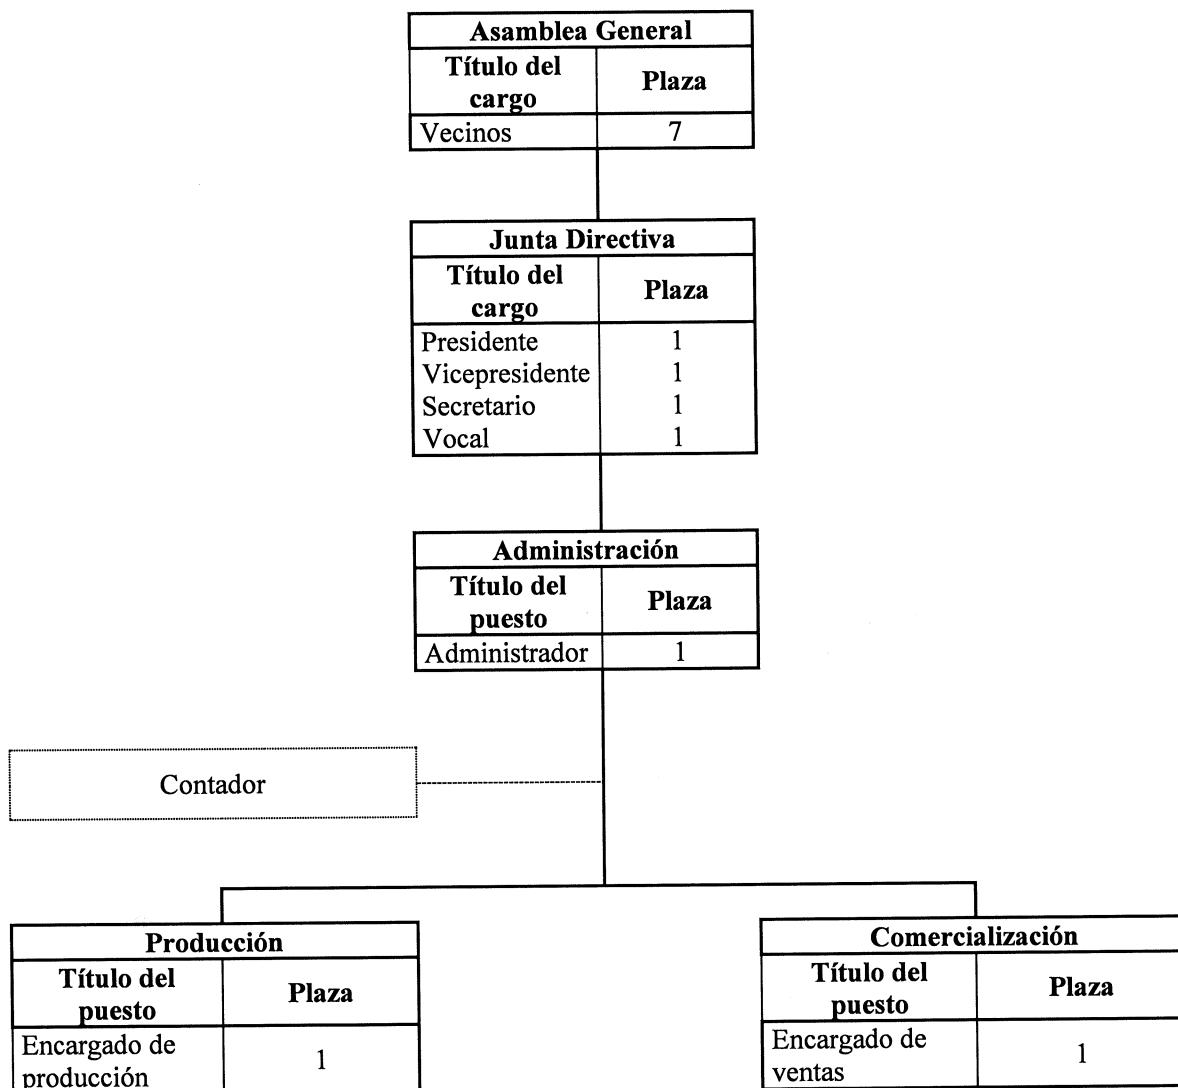 Asamblea General
Título del
cargo
Plaza
Vecinos 7
Junta Directiva
Título del
cargo
Plaza
Presidente 1
Vicepresidente 1
Secretario 1
Vocal 1
Administración
Título del
puesto
Plaza
Administrador 1
Contador
Producción
Título del
puesto
Plaza
Encargado de
producción
1
Comercialización
Título del
puesto
Plaza
Encargado de
ventas
1